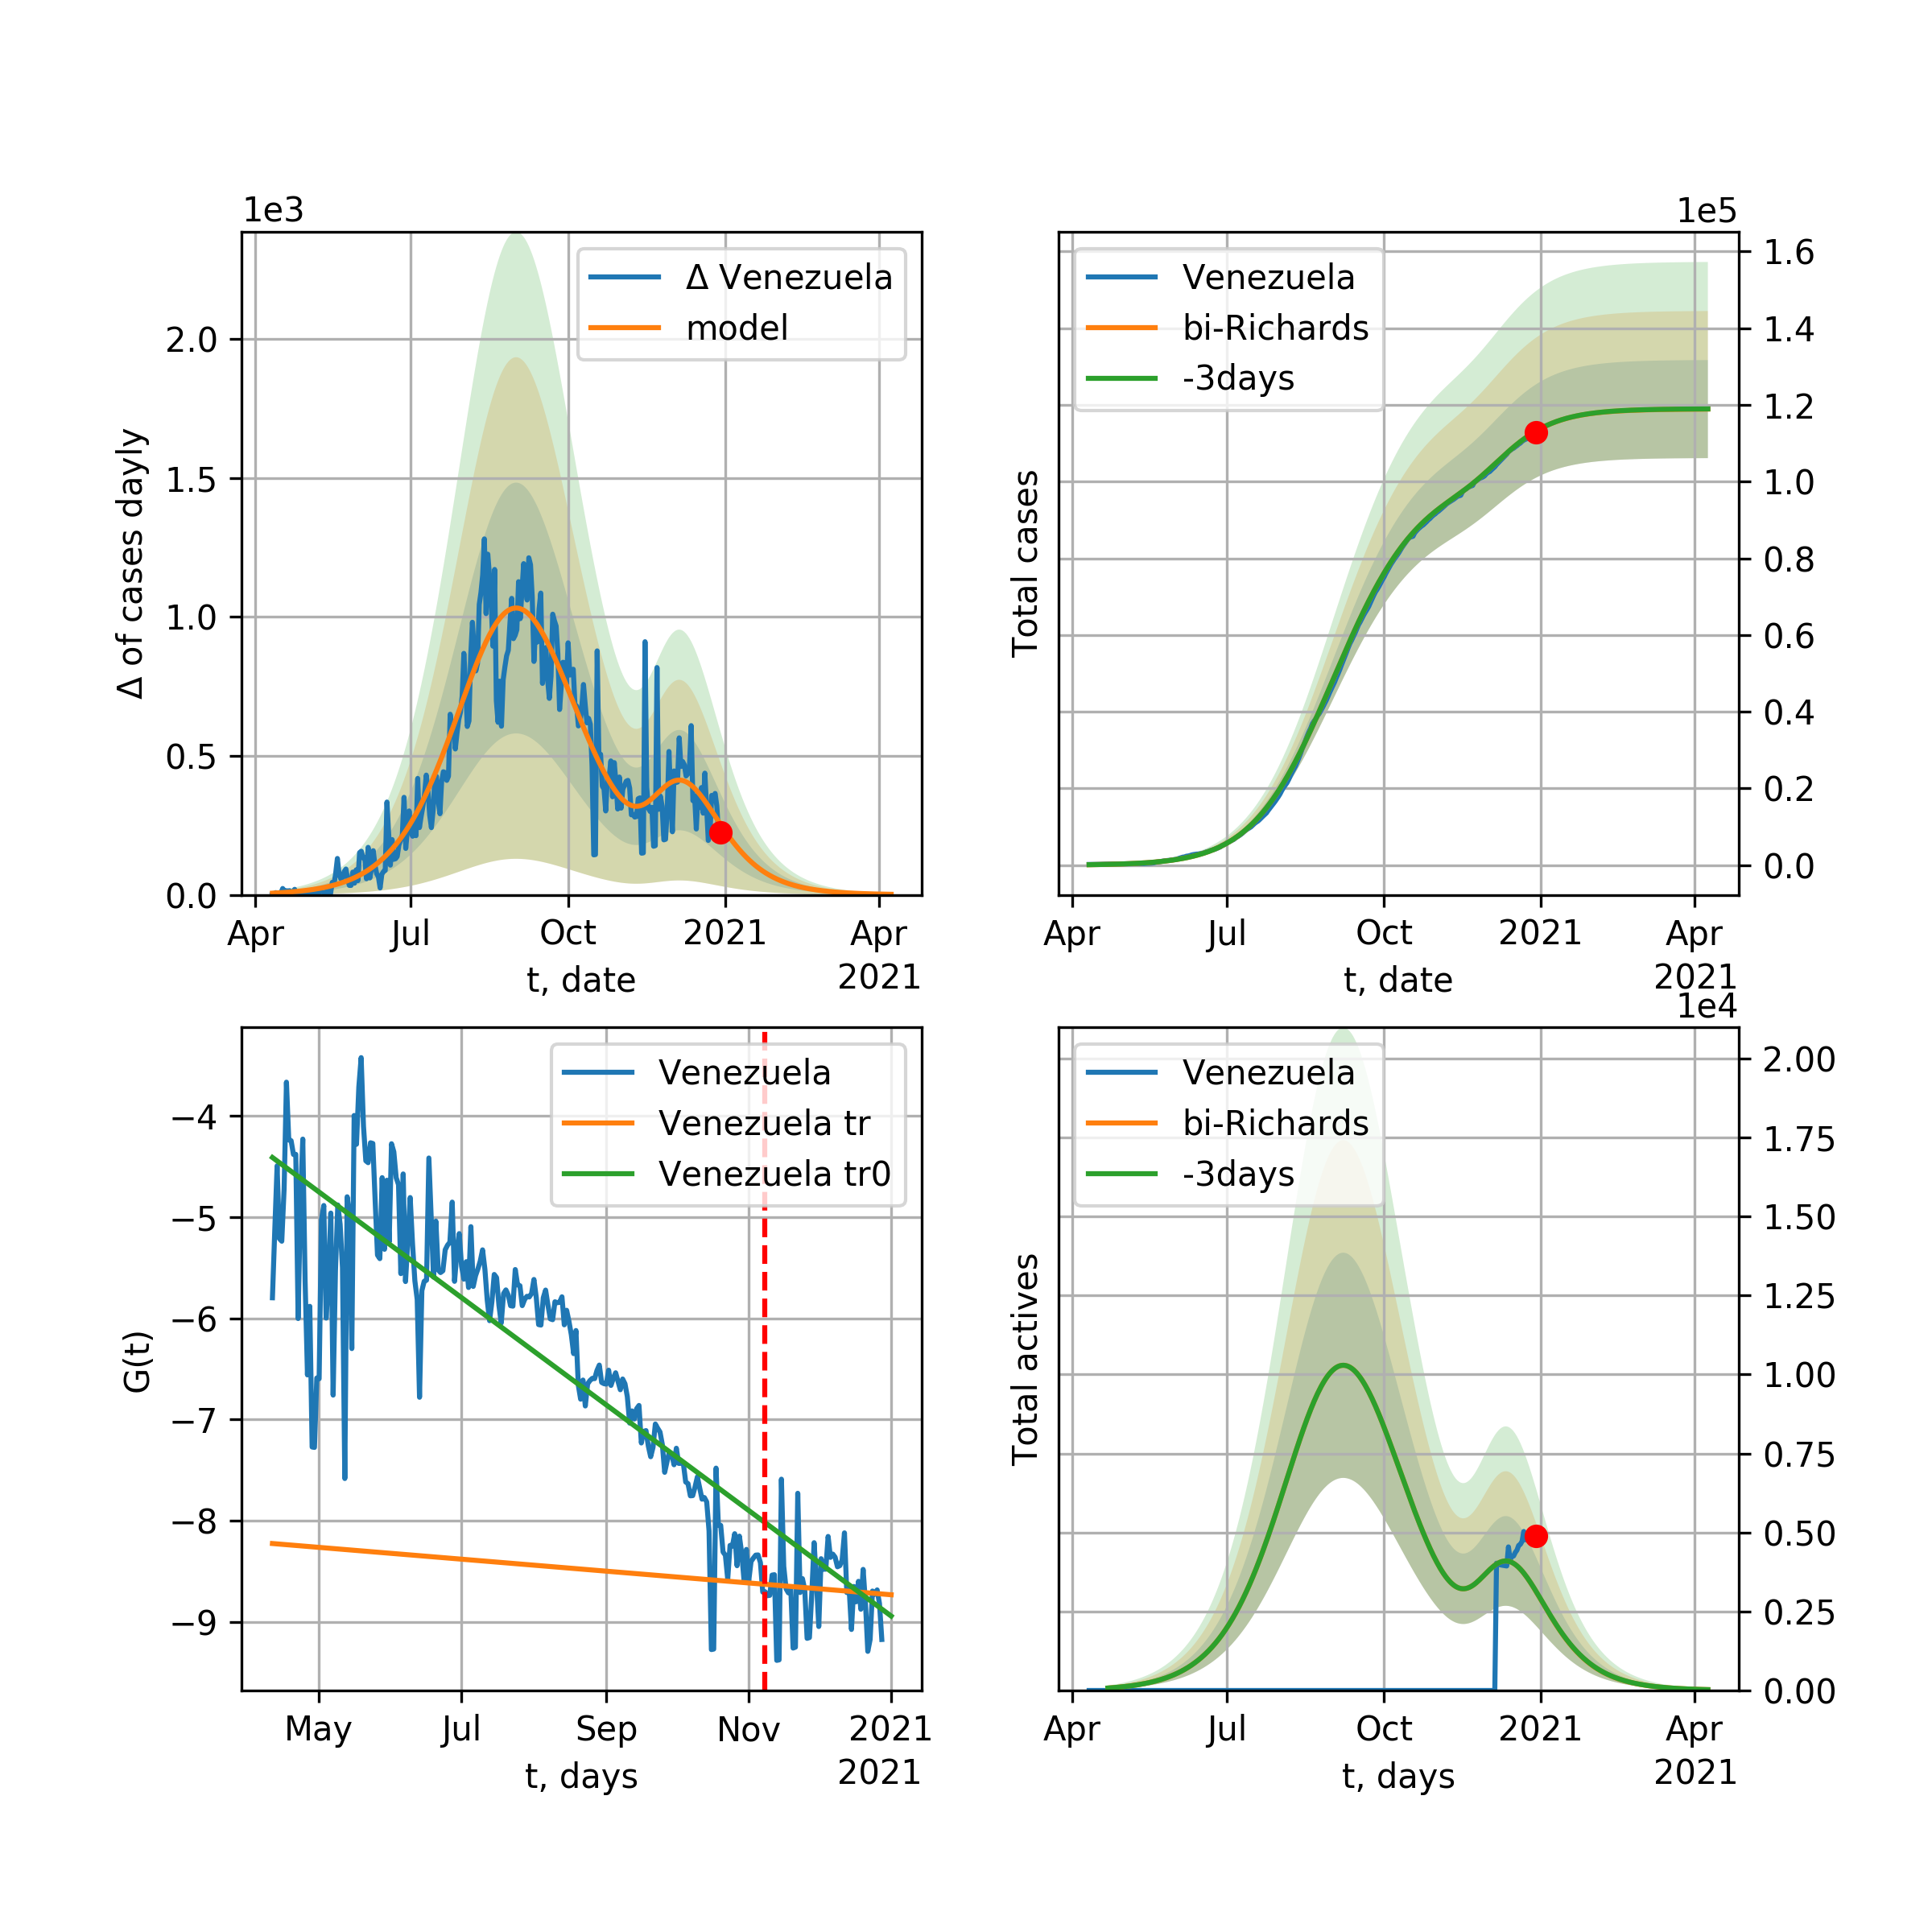 1e3
Δ Venezuela
model
2.0
1.5
1.0
0.5
0.0
Δ of cases dayly
Apr Jul Oct 2021 Apr
2021
t, date
1e5
Venezuela
bi-Richards
-3days
1.6
1.4
1.2
1.0
0.8
0.6
0.4
0.2
0.0
Total cases
Apr Jul Oct 2021 Apr
2021
t, date
Venezuela
Venezuela tr
Venezuela tr0
−4
−5
−6
−7
−8
−9
G(t)
May Jul Sep Nov 2021
2021
t, days
1e4
Venezuela
bi-Richards
-3days
2.00
1.75
1.50
1.25
1.00
0.75
0.50
0.25
0.00
Total actives
Apr Jul Oct 2021 Apr
2021
t, days